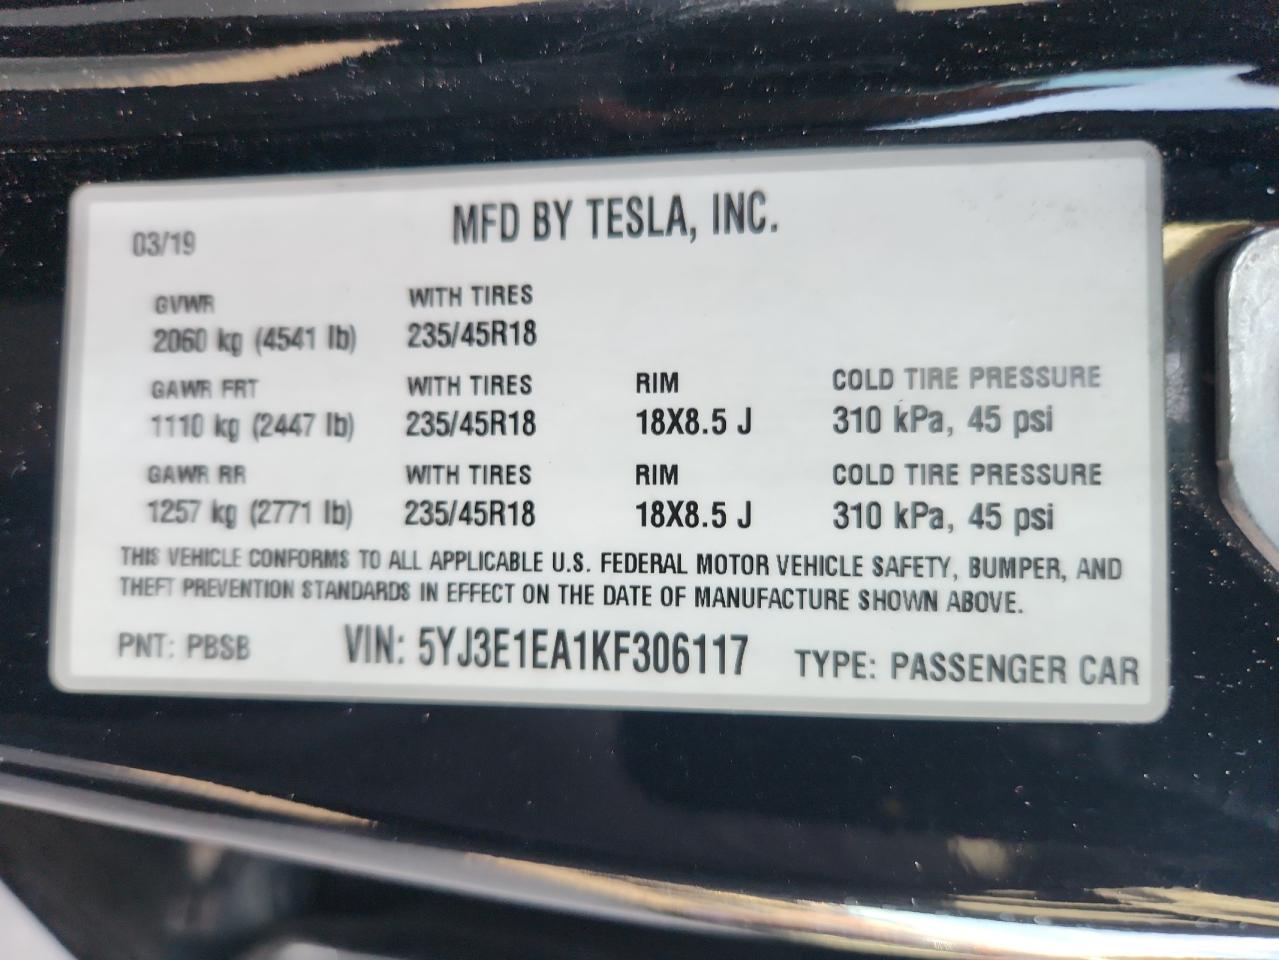 03/19 MFD BY TESLA, INC.
GVWR WITH TIRES
2060 kg (4541 lb) 235/45R18
GAWR FRT WITH TIRES RIM COLD TIRE PRESSURE
1110 kg (2447 lb) 235/45R18 18X8.5 J 310 kPa, 45 psi
GAWR RR WITH TIRES RIM COLD TIRE PRESSURE
1257 kg (2771 lb) 235/45R18 18X8.5 J 310 kPa, 45 psi
THIS VEHICLE CONFORMS TO ALL APPLICABLE U.S. FEDERAL MOTOR VEHICLE SAFETY, BUMPER, AND
THEFT PREVENTION STANDARDS IN EFFECT ON THE DATE OF MANUFACTURE SHOWN ABOVE.
PNT: PBSB VIN: 5YJ3E1EA1KF306117 TYPE: PASSENGER CAR